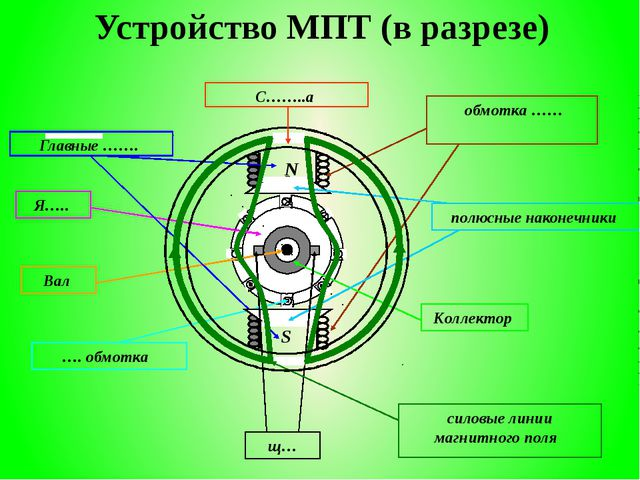 Устройство МПТ (в разрезе)
С……..а
обмотка ……
Главные …….
N
Я…..
полюсные наконечники
Вал
Коллектор
S
…. обмотка
силовые линии
магнитного поля
щ…